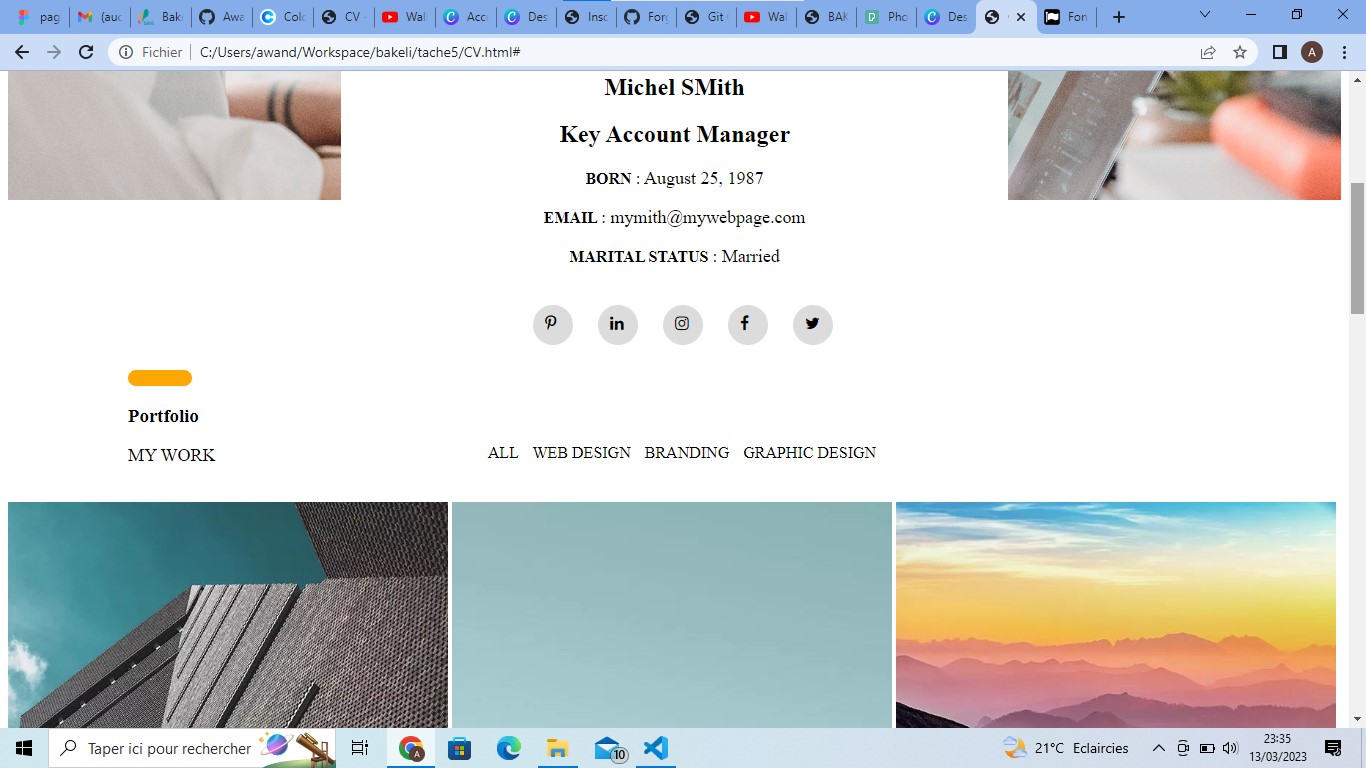 pag
(auc
Bak
Awa
Colo
CV -
Wal
Acc
Des
Insc
Forg
Git
Wal
BAK
Pho
Des
Fon
Fichier C:/Users/awand/Workspace/bakeli/tache5/CV.html#
A
Michel SMith
Key Account Manager
BORN : August 25, 1987
EMAIL : mymith@mywebpage.com
MARITAL STATUS : Married
Portfolio
MY WORK
ALL WEB DESIGN BRANDING GRAPHIC DESIGN
Taper ici pour rechercher
A
10
21°C Eclaircies
23:35
13/03/2023